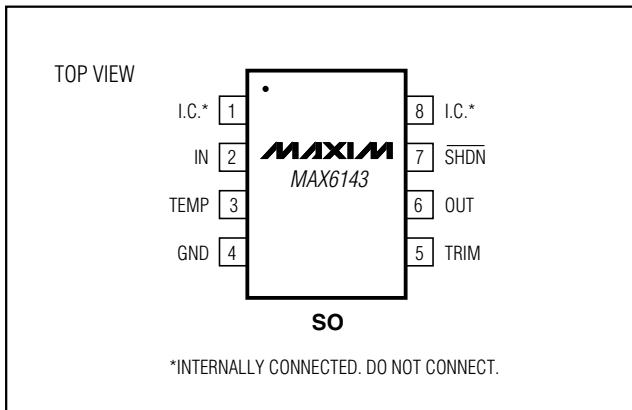 TOP VIEW
I.C.* 1
IN 2
TEMP 3
GND 4
MAXIM
MAX6143
8 I.C.*
7 SHDN
6 OUT
5 TRIM
SO
*INTERNALLY CONNECTED. DO NOT CONNECT.